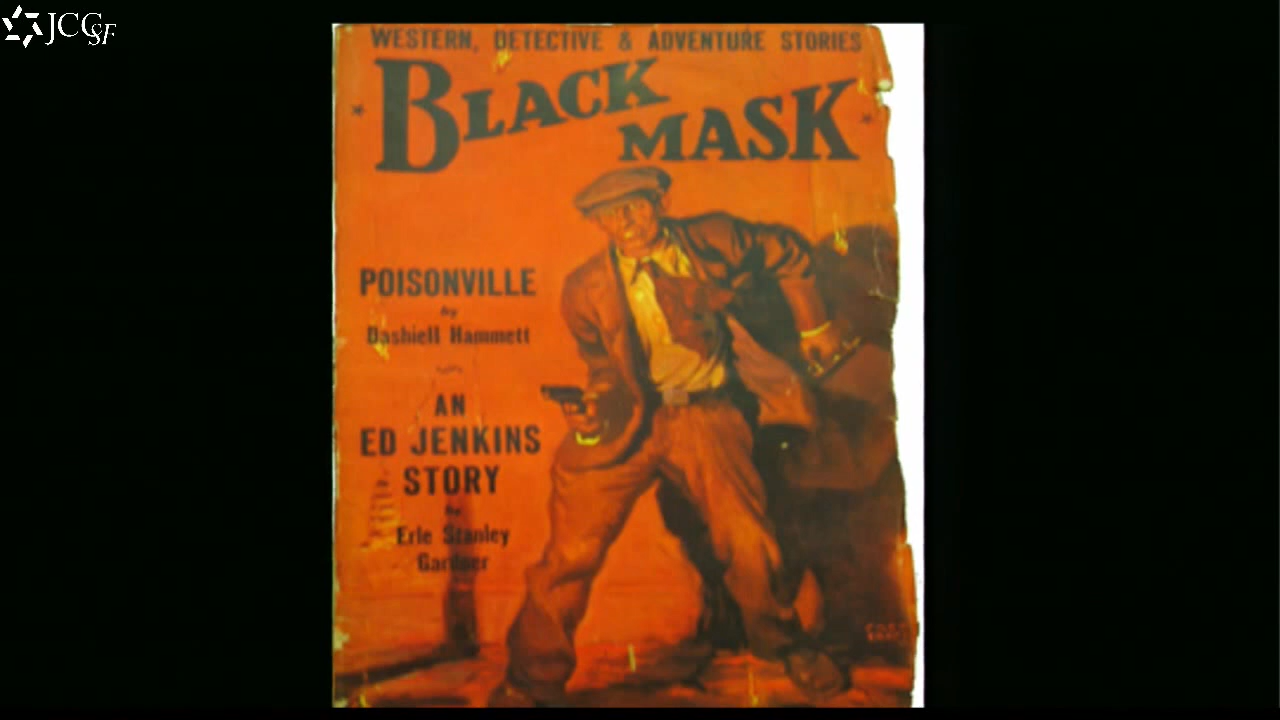 JCCSF
WESTERN, DETECTIVE & ADVENTURE STORIES
BLACK
MASK
POISONVILLE
by
Dashiell Hammett
AN
ED JENKINS
STORY
by
Erle Stanley
Gardner